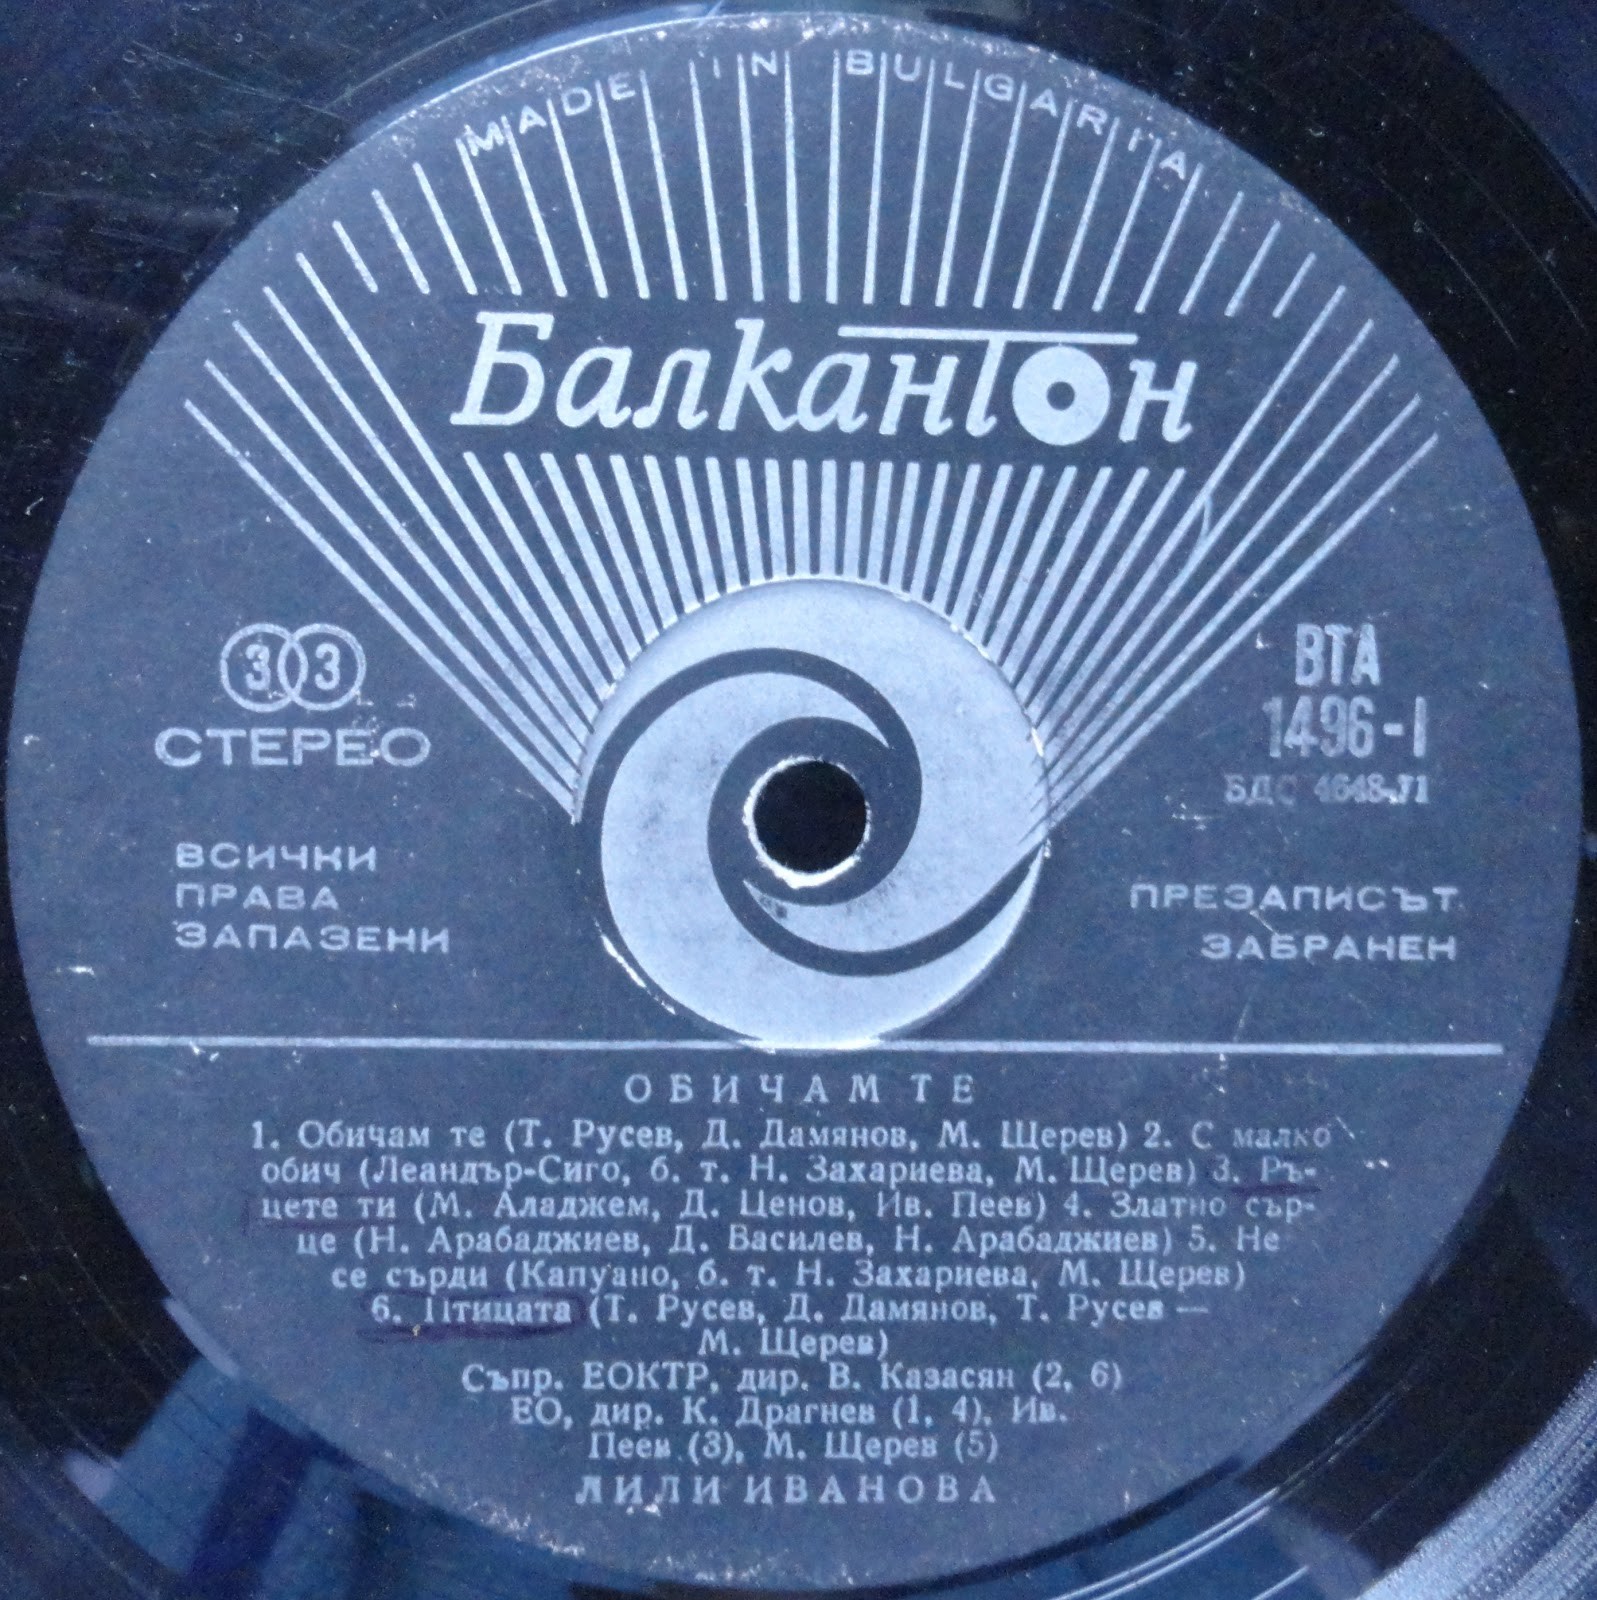 MADE IN BULGARIA
Балкантон
33
СТЕРЕО
ВТА
1496-I
БДС 4648-71
ВСИЧКИ
ПРАВА
ЗАПАЗЕНИ
ПРЕЗАПИСЪТ
ЗАБРАНЕН
ОБИЧАМ ТЕ
1. Обичам те (Т. Русев, Д. Дамянов, М. Щерев) 2. С малко
обич (Леандър-Сиго, б. т. Н. Захариева, М. Щерев) 3. Ръ-
цете ти (М. Аладжем, Д. Ценов, Ив. Пеев) 4. Златно сър-
це (Н. Арабаджиев, Д. Василев, Н. Арабаджиев) 5. Не
се сърди (Капуано, б. т. Н. Захариева, М. Щерев)
6. Птицата (Т. Русев, Д. Дамянов, Т. Русев —
М. Щерев)
Съпр. ЕОКТР, дир. В. Казасян (2, 6)
ЕО, дир. К. Драгнев (1, 4), Ив.
Пеев (3), М. Щерев (5)
ЛИЛИ ИВАНОВА